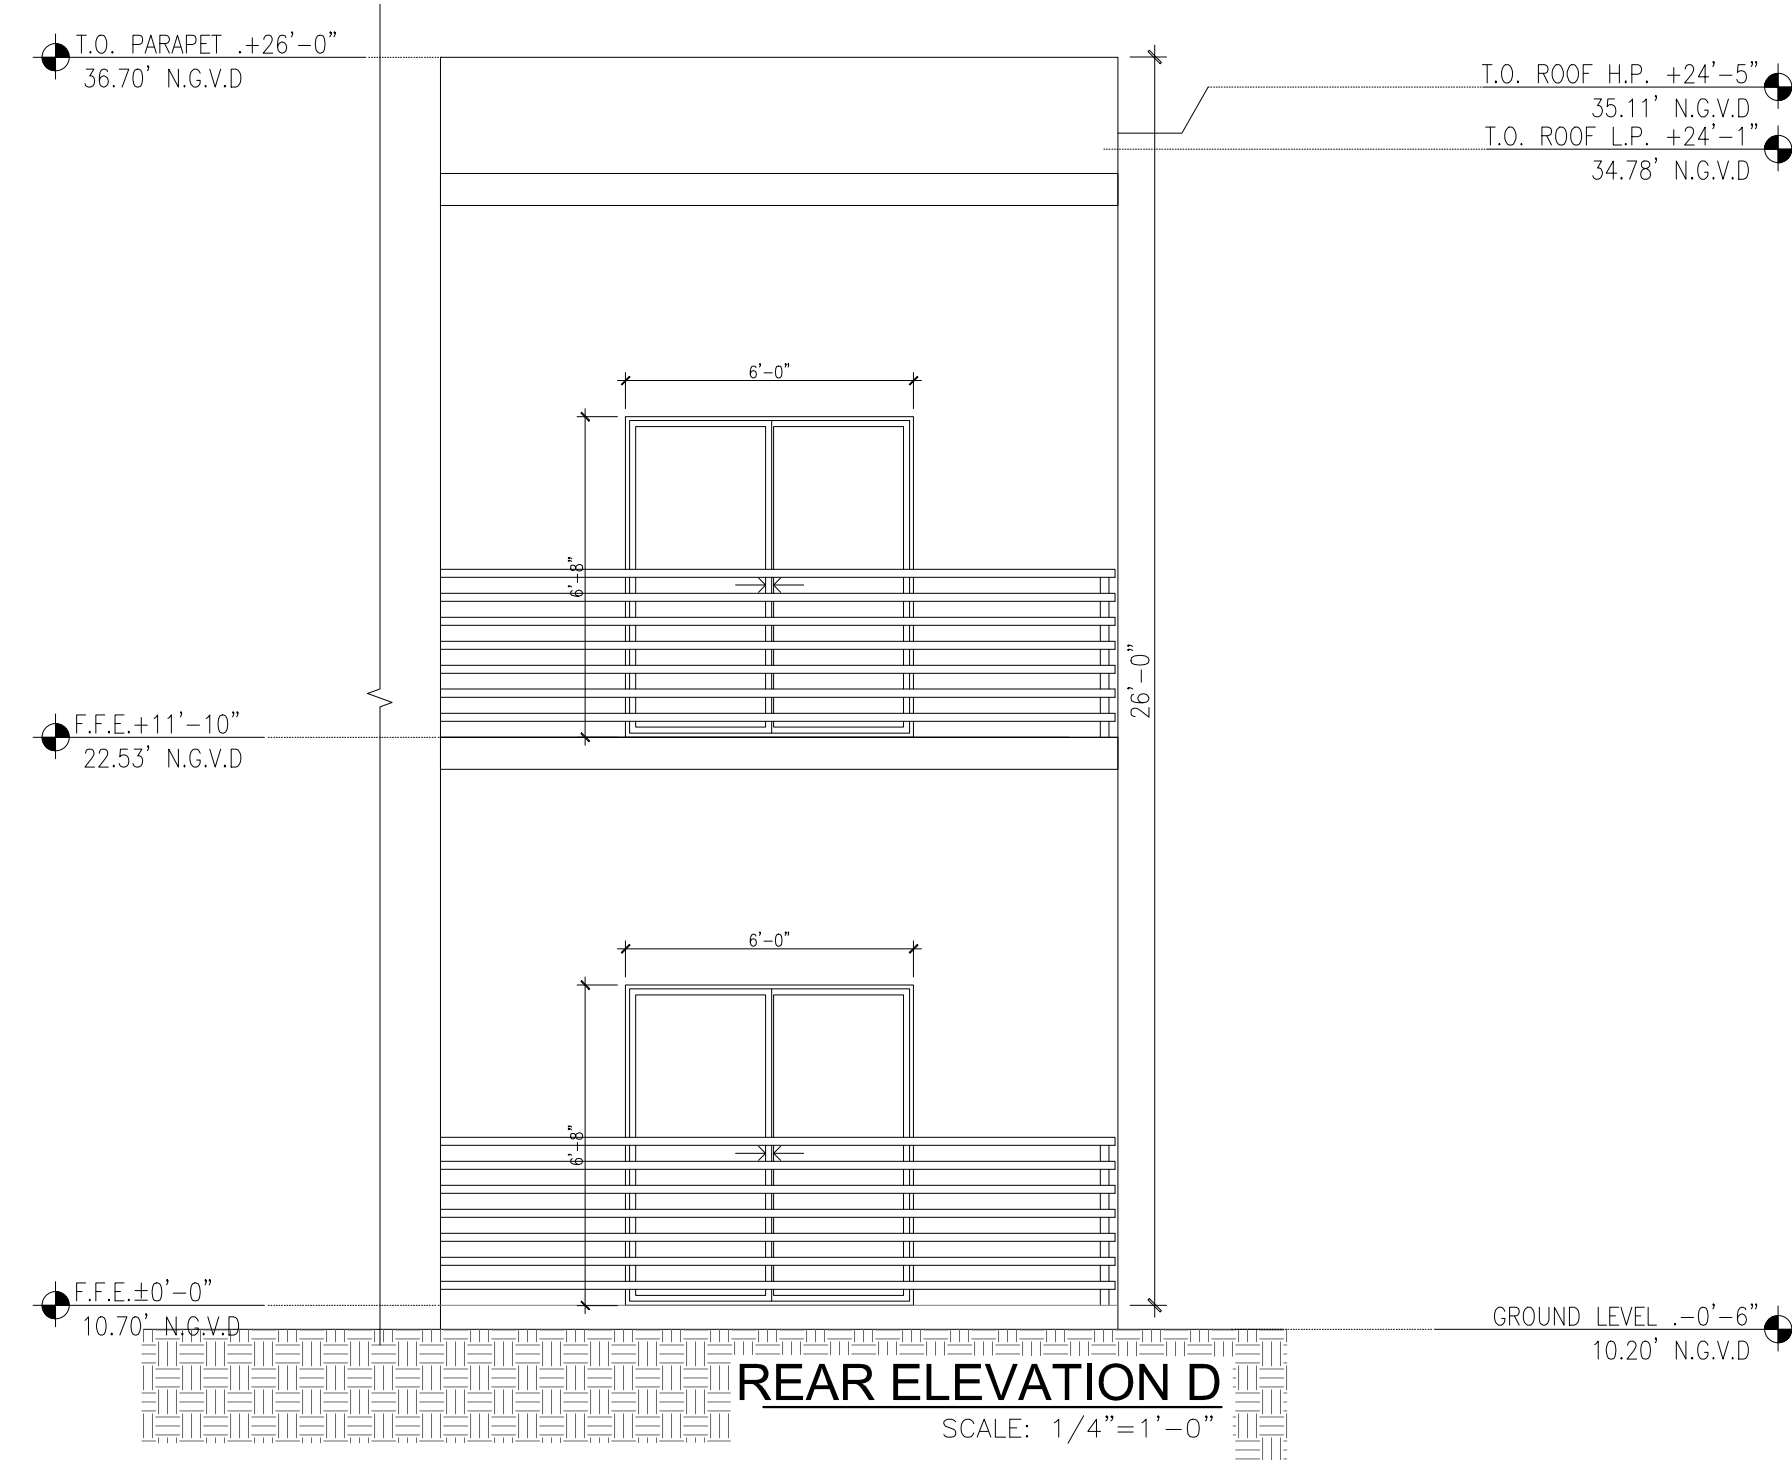 T.O. PARAPET .+26'-0"
36.70' N.G.V.D
T.O. ROOF H.P. +24'-5"
35.11' N.G.V.D
T.O. ROOF L.P. +24'-1"
34.78' N.G.V.D
6'-0"
6'-8"
26'-0"
F.F.E.+11'-10"
22.53' N.G.V.D
6'-0"
6'-8"
F.F.E.±0'-0"
10.70' N.G.V.D
GROUND LEVEL .-0'-6"
10.20' N.G.V.D
REAR ELEVATION D
SCALE: 1/4"=1'-0"